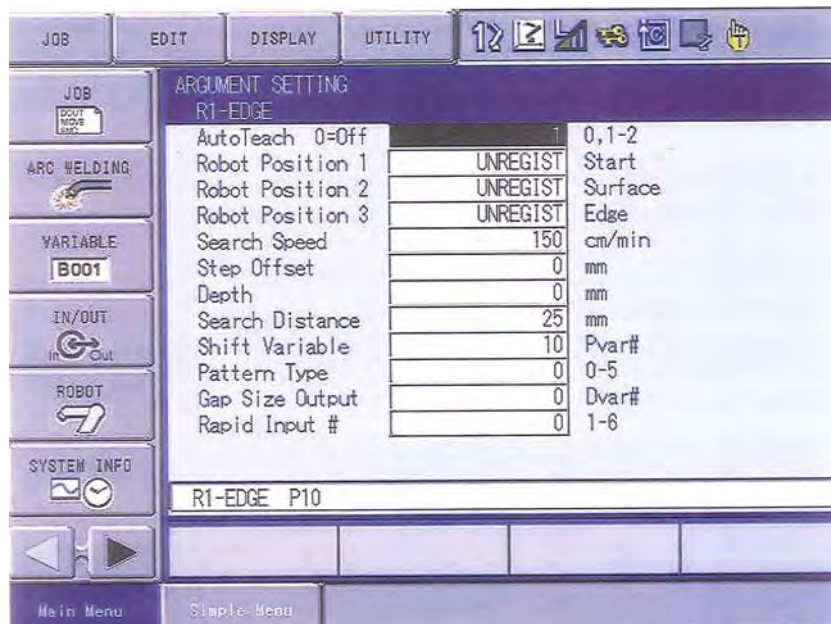 JOB EDIT DISPLAY UTILITY
JOB
DOUT
MOVE
END
ARC WELDING
VARIABLE
B001
IN/OUT
In Out
ROBOT
SYSTEM INFO
ARGUMENT SETTING
R1-EDGE
AutoTeach 0=Off 1 0,1-2
Robot Position 1 UNREGIST Start
Robot Position 2 UNREGIST Surface
Robot Position 3 UNREGIST Edge
Search Speed 150 cm/min
Step Offset 0 mm
Depth 0 mm
Search Distance 25 mm
Shift Variable 10 Pvar#
Pattern Type 0 0-5
Gap Size Output 0 Dvar#
Rapid Input # 0 1-6
R1-EDGE P10
Main Menu Simple Menu